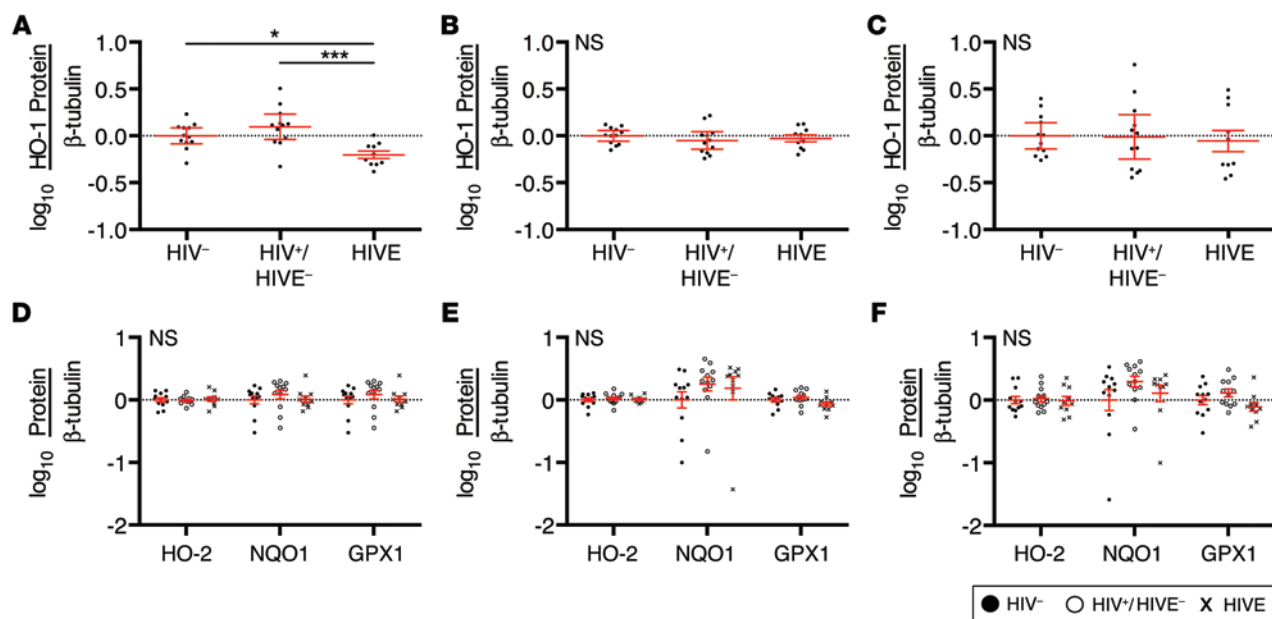 A
log10 HO-1 Protein
β-tubulin
1.0
0.5
0.0
-0.5
-1.0
*
***
HIV– HIV+/ HIVE
HIVE–
B
log10 HO-1 Protein
β-tubulin
1.0
0.5
0.0
-0.5
-1.0
NS
HIV– HIV+/ HIVE
HIVE–
C
log10 HO-1 Protein
β-tubulin
1.0
0.5
0.0
-0.5
-1.0
NS
HIV– HIV+/ HIVE
HIVE–
D
log10 Protein
β-tubulin
1
0
-1
-2
NS
HO-2 NQO1 GPX1
E
log10 Protein
β-tubulin
1
0
-1
-2
NS
HO-2 NQO1 GPX1
F
log10 Protein
β-tubulin
1
0
-1
-2
NS
HO-2 NQO1 GPX1
HIV– HIV+/HIVE– X HIVE